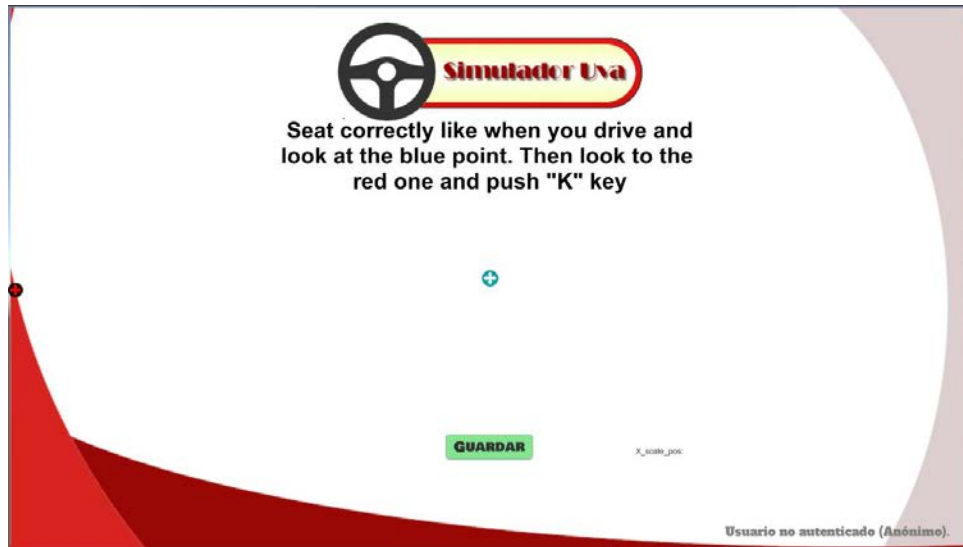 Simulador Uva
Seat correctly like when you drive and
look at the blue point. Then look to the
red one and push "K" key
GUARDAR
X_scale_pos:
Usuario no autenticado (Anónimo).